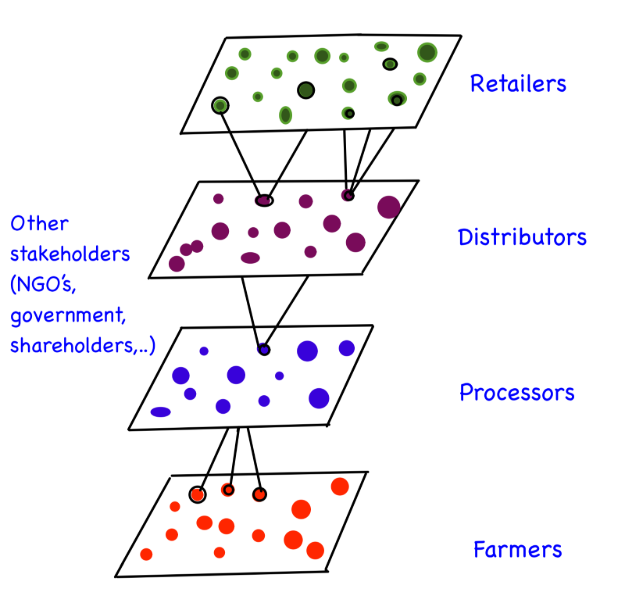 Retailers
Distributors
Other
stakeholders
(NGO's,
government,
shareholders,..)
Processors
Farmers